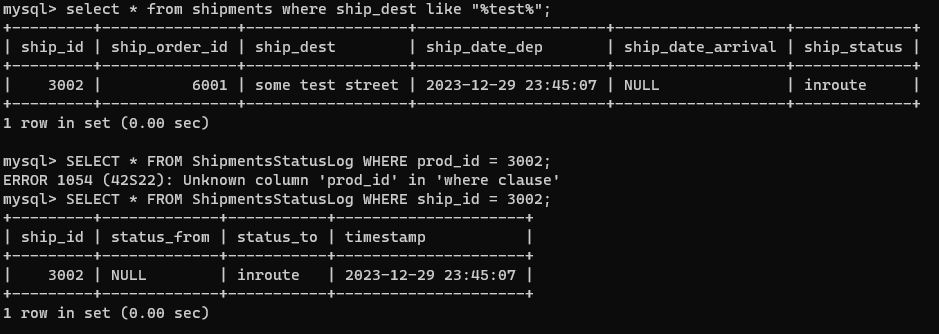 mysql> select * from shipments where ship_dest like "%test%";
+---------+---------------+------------------+---------------------+-------------------+-------------+
| ship_id | ship_order_id | ship_dest        | ship_date_dep       | ship_date_arrival | ship_status |
+---------+---------------+------------------+---------------------+-------------------+-------------+
|    3002 |          6001 | some test street | 2023-12-29 23:45:07 | NULL              | inroute     |
+---------+---------------+------------------+---------------------+-------------------+-------------+
1 row in set (0.00 sec)

mysql> SELECT * FROM ShipmentsStatusLog WHERE prod_id = 3002;
ERROR 1054 (42S22): Unknown column 'prod_id' in 'where clause'
mysql> SELECT * FROM ShipmentsStatusLog WHERE ship_id = 3002;
+---------+-------------+-----------+---------------------+
| ship_id | status_from | status_to | timestamp           |
+---------+-------------+-----------+---------------------+
|    3002 | NULL        | inroute   | 2023-12-29 23:45:07 |
+---------+-------------+-----------+---------------------+
1 row in set (0.00 sec)